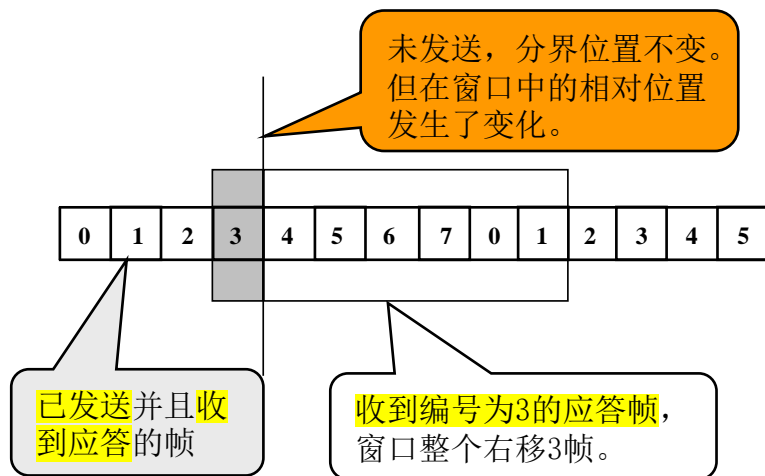 未发送，分界位置不变。
但在窗口中的相对位置
发生了变化。
0 1 2 3 4 5 6 7 0 1 2 3 4 5
已发送并且收
到应答的帧
收到编号为3的应答帧，
窗口整个右移3帧。